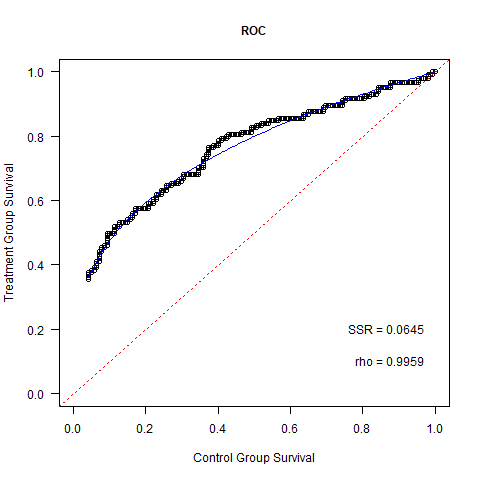 ROC
Treatment Group Survival
1.0
0.8
0.6
0.4
0.2
0.0
SSR = 0.0645
rho = 0.9959
0.0 0.2 0.4 0.6 0.8 1.0
Control Group Survival